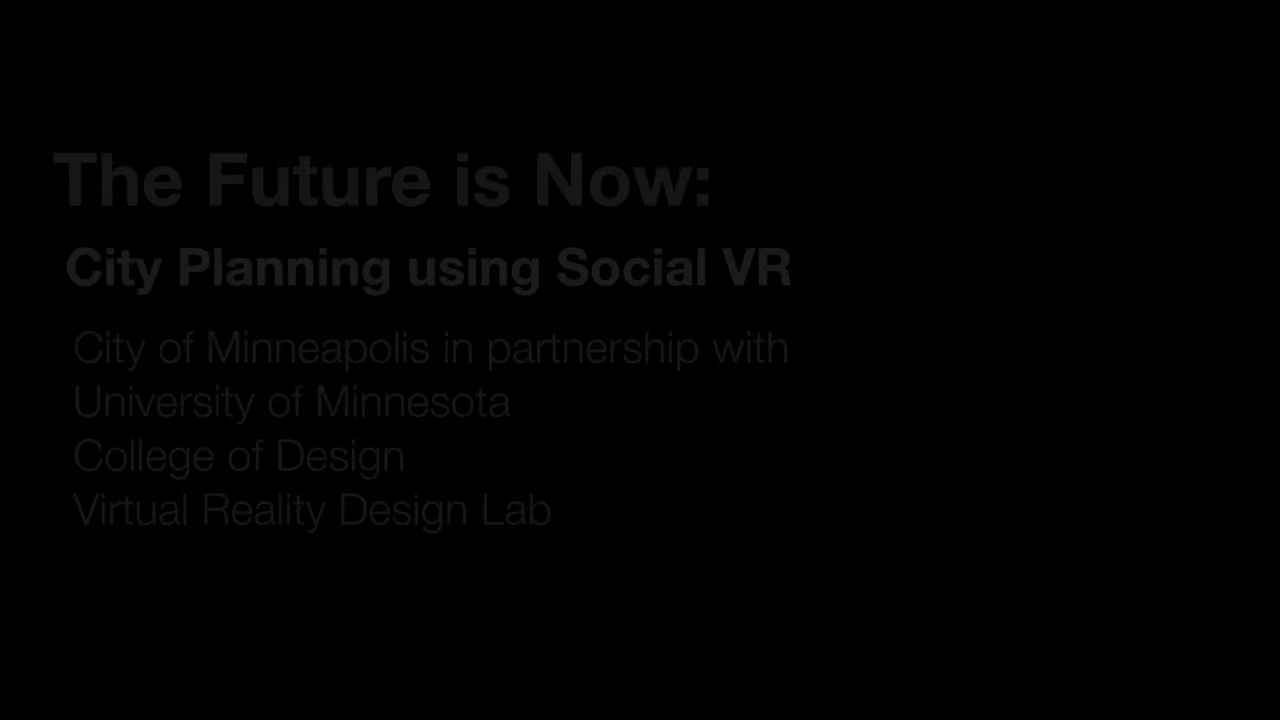 The Future is Now:
City Planning using Social VR
City of Minneapolis in partnership with
University of Minnesota
College of Design
Virtual Reality Design Lab